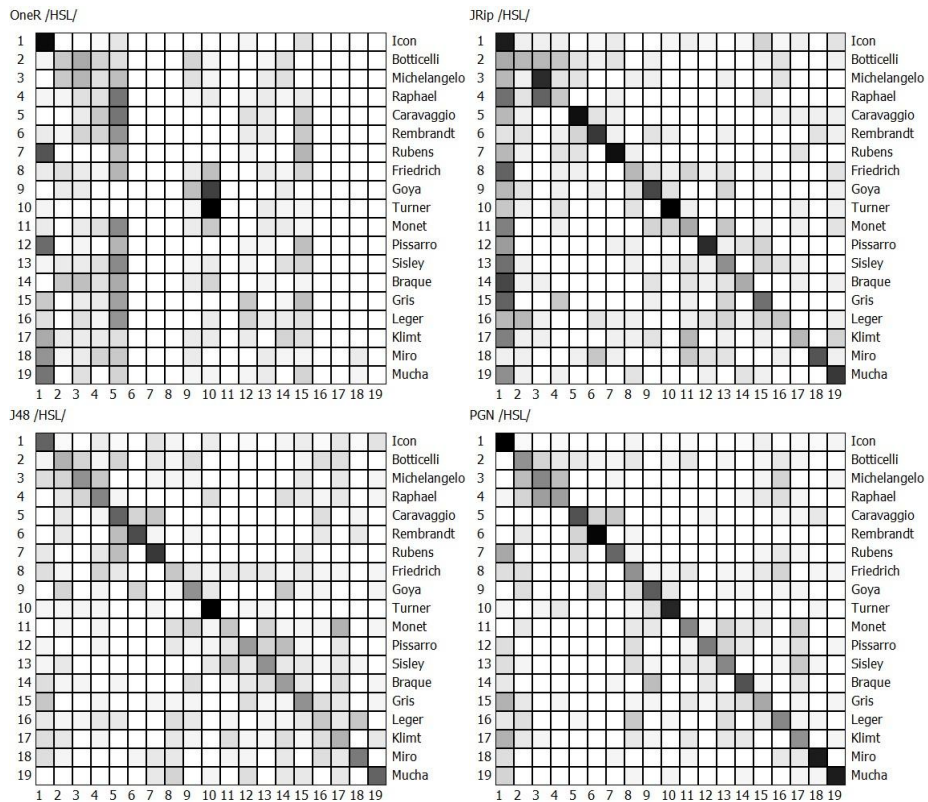 OneR /HSL/
1 Icon
2 Botticelli
3 Michelangelo
4 Raphael
5 Caravaggio
6 Rembrandt
7 Rubens
8 Friedrich
9 Goya
10 Turner
11 Monet
12 Pissarro
13 Sisley
14 Braque
15 Gris
16 Leger
17 Klimt
18 Miro
19 Mucha
1 2 3 4 5 6 7 8 9 10 11 12 13 14 15 16 17 18 19
JRip /HSL/
1 Icon
2 Botticelli
3 Michelangelo
4 Raphael
5 Caravaggio
6 Rembrandt
7 Rubens
8 Friedrich
9 Goya
10 Turner
11 Monet
12 Pissarro
13 Sisley
14 Braque
15 Gris
16 Leger
17 Klimt
18 Miro
19 Mucha
1 2 3 4 5 6 7 8 9 10 11 12 13 14 15 16 17 18 19
J48 /HSL/
1 Icon
2 Botticelli
3 Michelangelo
4 Raphael
5 Caravaggio
6 Rembrandt
7 Rubens
8 Friedrich
9 Goya
10 Turner
11 Monet
12 Pissarro
13 Sisley
14 Braque
15 Gris
16 Leger
17 Klimt
18 Miro
19 Mucha
1 2 3 4 5 6 7 8 9 10 11 12 13 14 15 16 17 18 19
PGN /HSL/
1 Icon
2 Botticelli
3 Michelangelo
4 Raphael
5 Caravaggio
6 Rembrandt
7 Rubens
8 Friedrich
9 Goya
10 Turner
11 Monet
12 Pissarro
13 Sisley
14 Braque
15 Gris
16 Leger
17 Klimt
18 Miro
19 Mucha
1 2 3 4 5 6 7 8 9 10 11 12 13 14 15 16 17 18 19